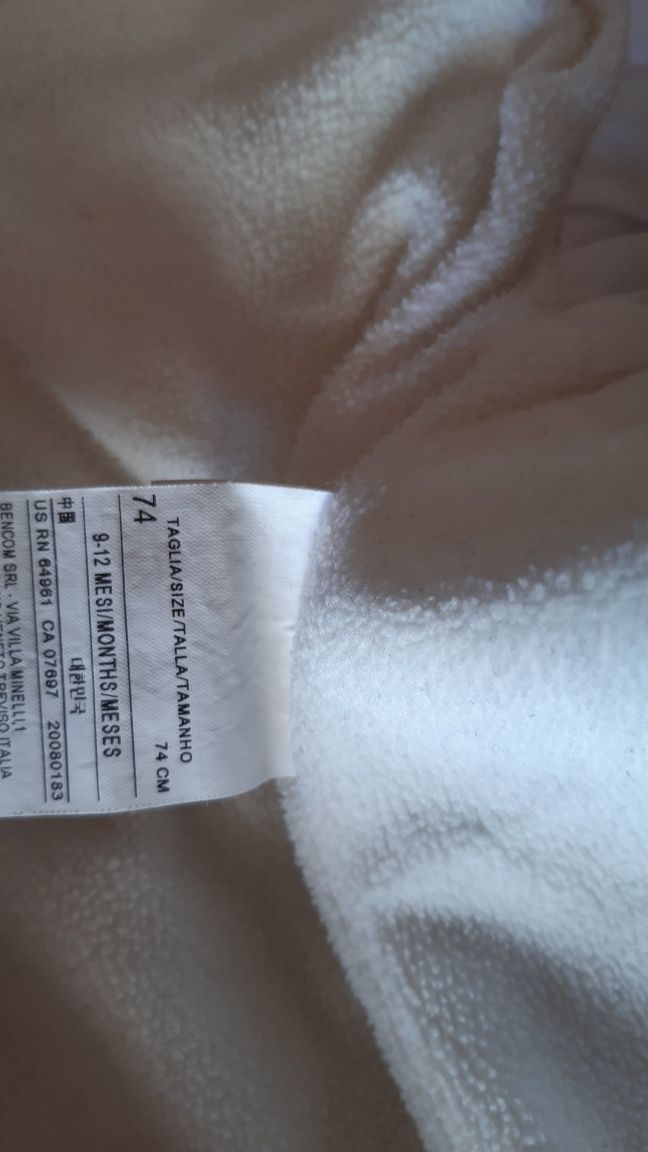 TAGLIA/SIZE/TALLA/TAMANHO
74 74 CM
9-12 MESI/MONTHS/MESES
中国 대한민국
US RN 64961 CA 07697 20080183
BENCOM SRL - VIA VILLA MINELLI,1
TREVISO ITALIA